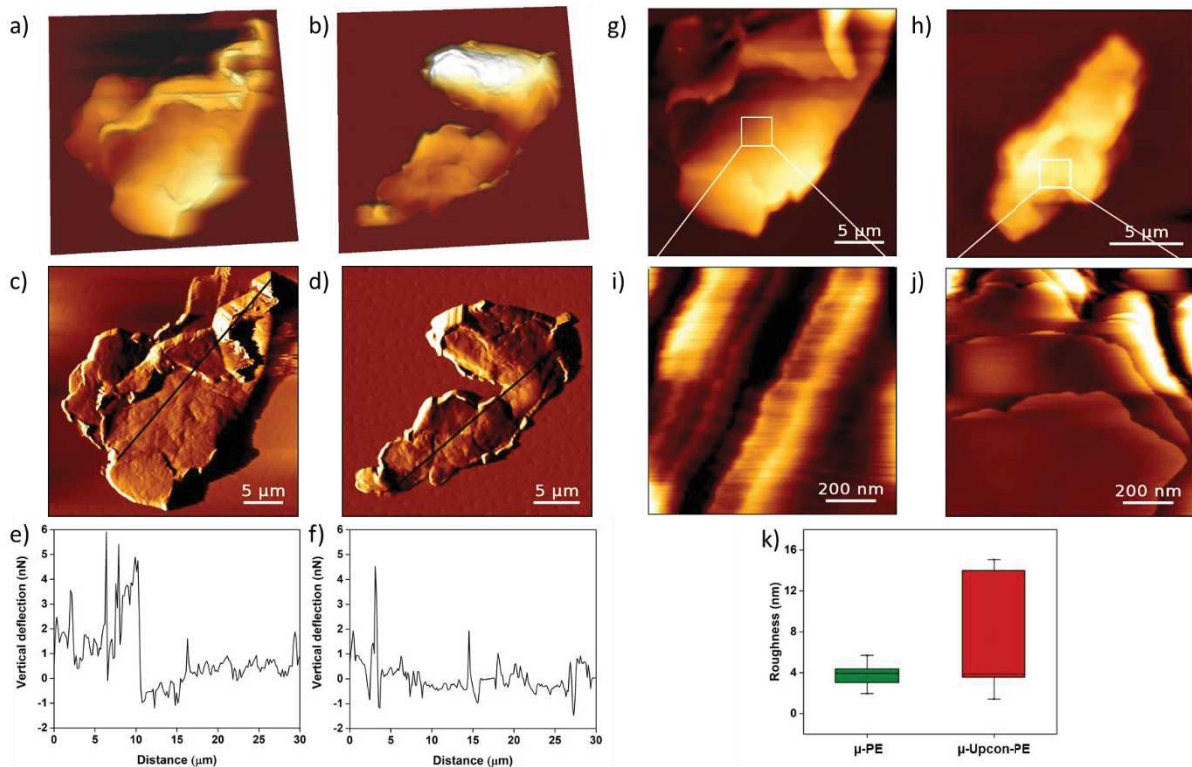 a)
b)
g)
h)
5 μm
5 μm
c)
d)
i)
j)
5 μm
5 μm
200 nm
200 nm
e)
Vertical deflection (nN)
6
5
4
3
2
1
0
-1
-2
0 5 10 15 20 25 30
Distance (μm)
f)
Vertical deflection (nN)
6
5
4
3
2
1
0
-1
-2
0 5 10 15 20 25 30
Distance (μm)
k)
Roughness (nm)
16
12
8
4
0
μ-PE
μ-Upcon-PE